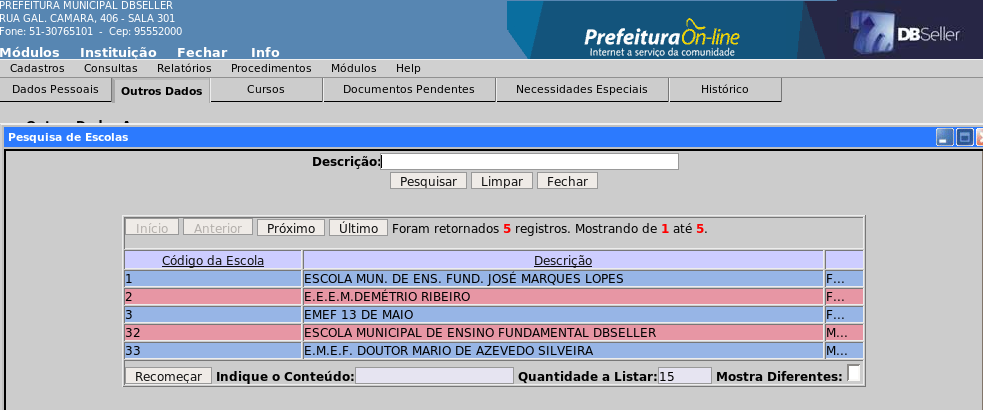 PREFEITURA MUNICIPAL DBSELLER
RUA GAL. CAMARA, 406 - SALA 301
Fone: 51-30765101 - Cep: 95552000
Prefeitura On-line
Internet a serviço da comunidade
DBSeller
Módulos Instituição Fechar Info
Cadastros Consultas Relatórios Procedimentos Módulos Help
Dados Pessoais Outros Dados Cursos Documentos Pendentes Necessidades Especiais Histórico
Pesquisa de Escolas
Descrição:
Pesquisar Limpar Fechar
Início Anterior Próximo Último Foram retornados 5 registros. Mostrando de 1 até 5.
Código da Escola Descrição
1 ESCOLA MUN. DE ENS. FUND. JOSÉ MARQUES LOPES F...
2 E.E.E.M.DEMÉTRIO RIBEIRO F...
3 EMEF 13 DE MAIO F...
32 ESCOLA MUNICIPAL DE ENSINO FUNDAMENTAL DBSELLER M...
33 E.M.E.F. DOUTOR MARIO DE AZEVEDO SILVEIRA M...
Recomeçar Indique o Conteúdo: Quantidade a Listar:15 Mostra Diferentes: